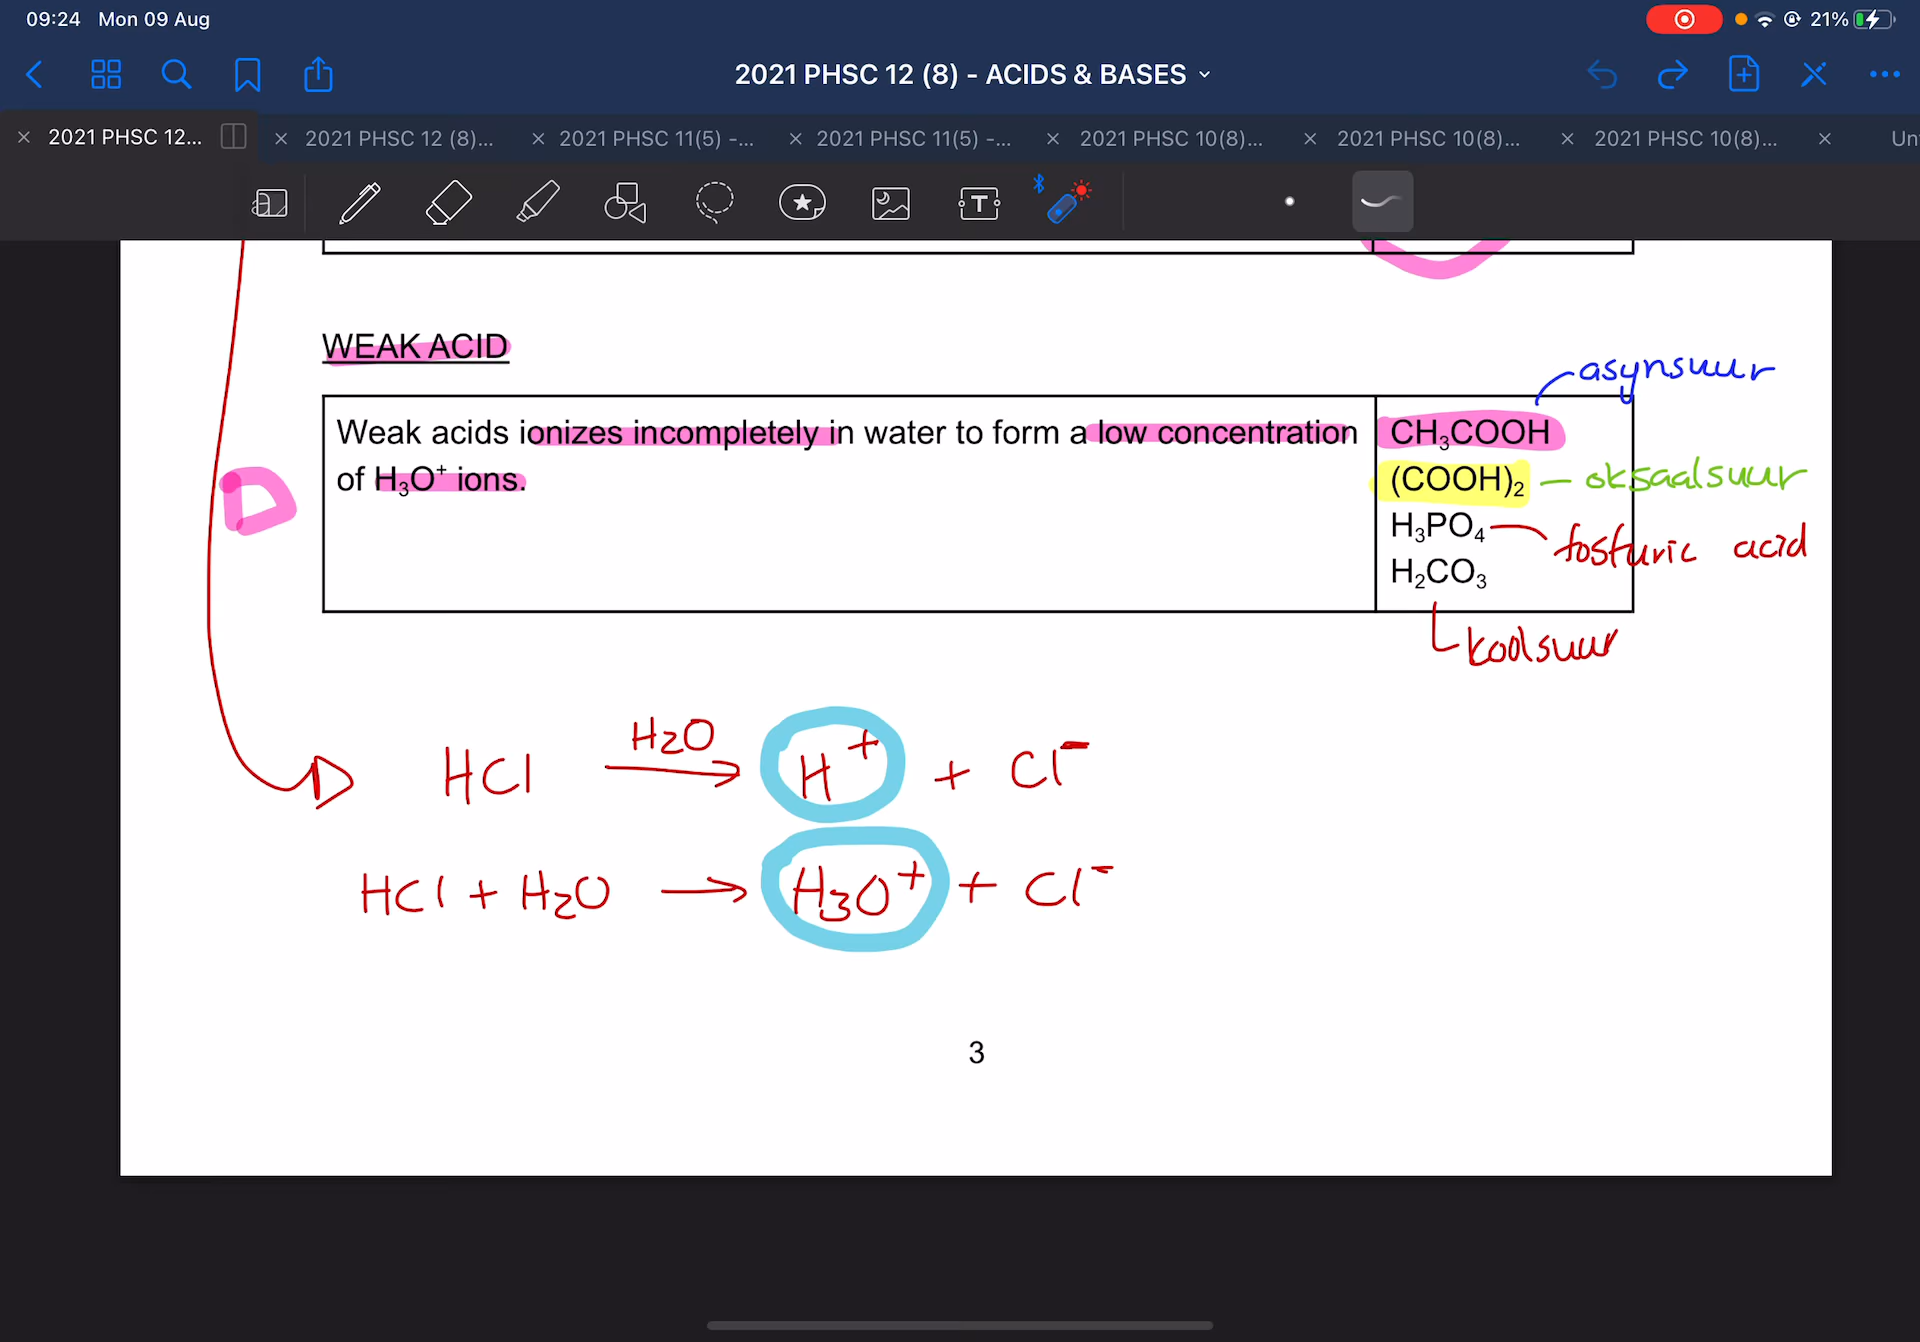 09:24 Mon 09 Aug
21%
2021 PHSC 12 (8) - ACIDS & BASES
2021 PHSC 12... 2021 PHSC 12 (8)... 2021 PHSC 11(5) -... 2021 PHSC 11(5) -... 2021 PHSC 10(8)... 2021 PHSC 10(8)... 2021 PHSC 10(8)... Un
WEAK ACID
asynsuur
Weak acids ionizes incompletely in water to form a low concentration
of H₃O⁺ ions.
CH₃COOH
(COOH)₂ – oksaalsuur
H₃PO₄ fosfuric acid
H₂CO₃
koolsuur
HCl H₂O → H⁺ + Cl⁻
HCl + H₂O → H₃O⁺ + Cl⁻
3